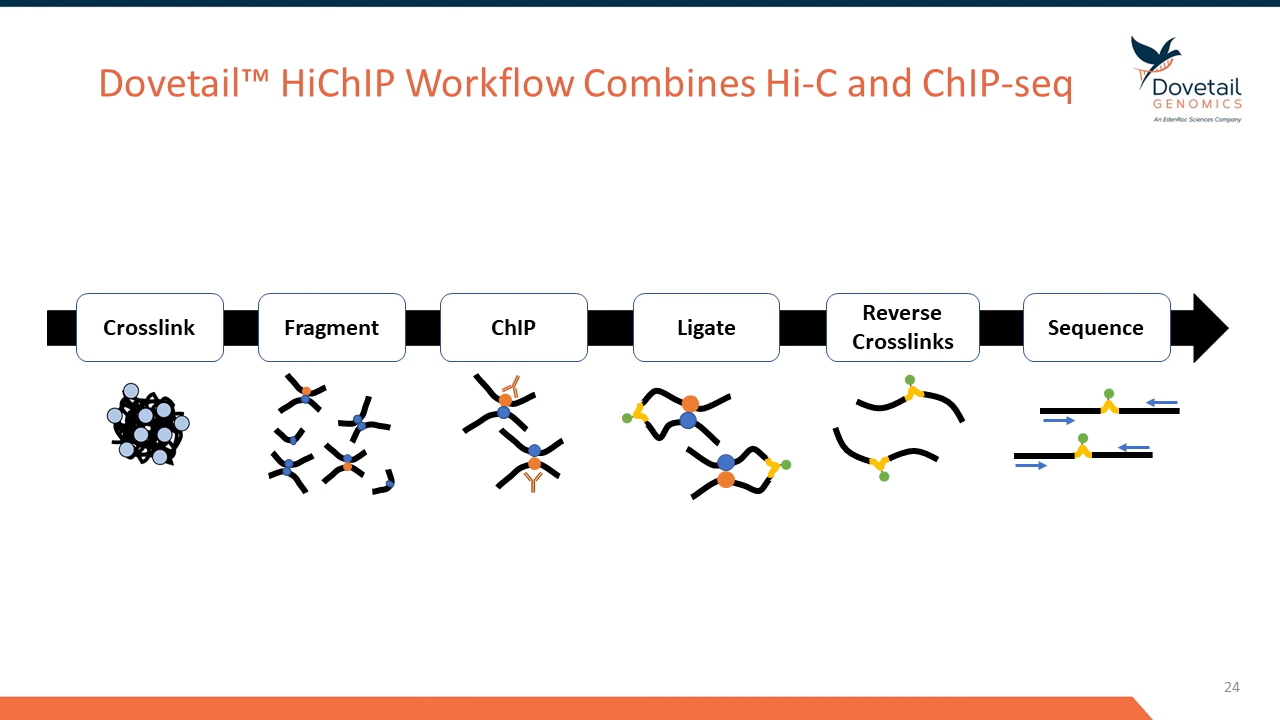 Dovetail™ HiChIP Workflow Combines Hi-C and ChIP-seq
Dovetail
GENOMICS
An EdenRoc Sciences Company
Crosslink
Fragment
ChIP
Ligate
Reverse
Crosslinks
Sequence
24